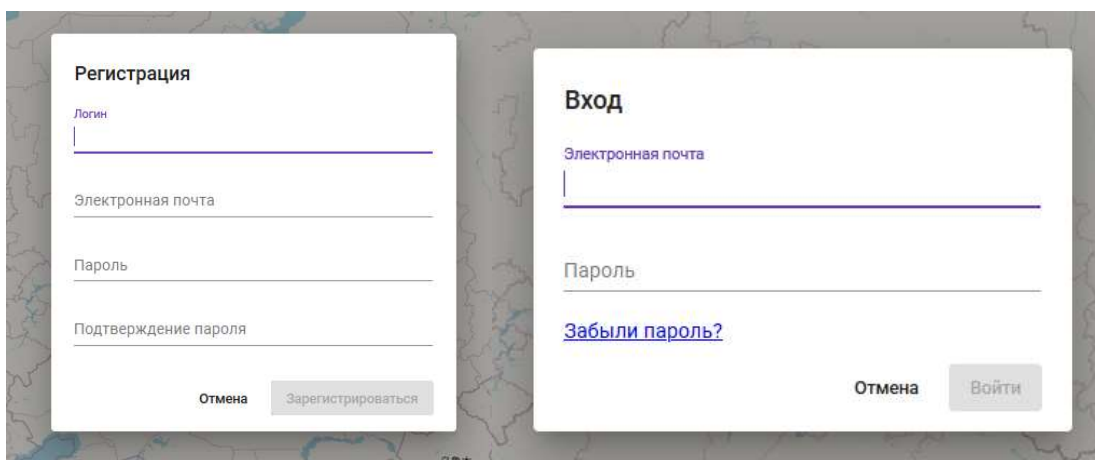 Регистрация
Логин
Электронная почта
Пароль
Подтверждение пароля
Отмена Зарегистрироваться
Вход
Электронная почта
Пароль
Забыли пароль?
Отмена Войти